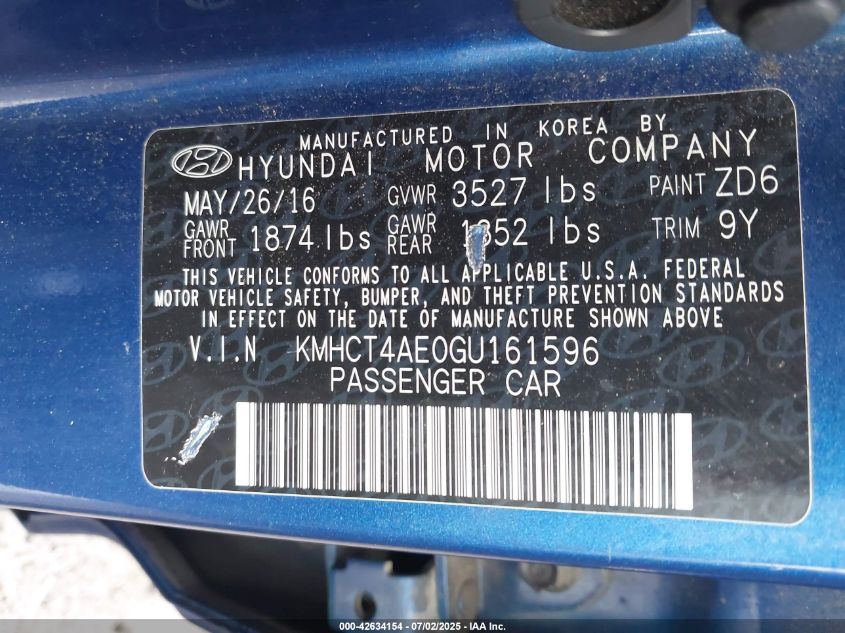 MANUFACTURED IN KOREA BY
HYUNDAI MOTOR COMPANY
MAY/26/16 GVWR 3527 lbs PAINT ZD6
GAWR FRONT 1874 lbs GAWR REAR 1852 lbs TRIM 9Y
THIS VEHICLE CONFORMS TO ALL APPLICABLE U.S.A. FEDERAL
MOTOR VEHICLE SAFETY, BUMPER, AND THEFT PREVENTION STANDARDS
IN EFFECT ON THE DATE OF MANUFACTURE SHOWN ABOVE
V.I.N KMHCT4AE0GU161596
PASSENGER CAR
000-42634154 - 07/02/2025 - IAA Inc.